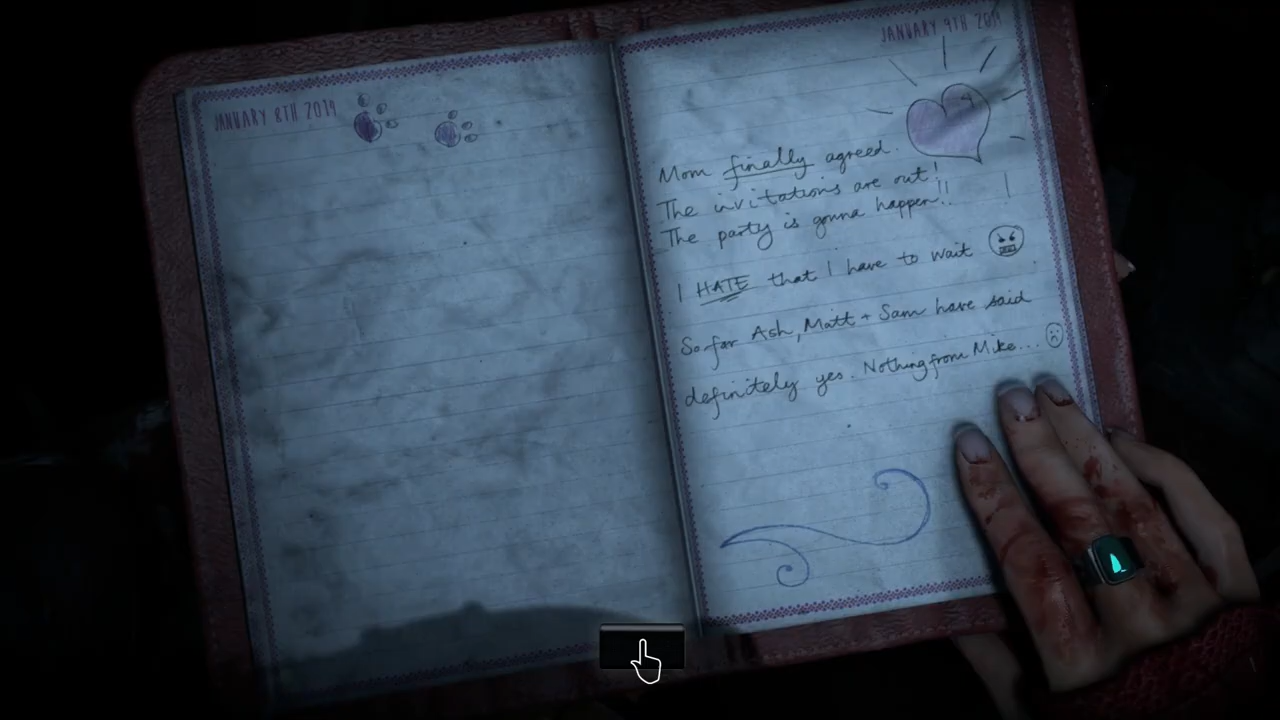 JANUARY 8TH 2014
JANUARY 9TH 2014
Mom finally agreed.
The invitations are out!
The party is gonna happen!!
I HATE that I have to wait
So far Ash, Matt + Sam have said
definitely yes. Nothing from Mike...